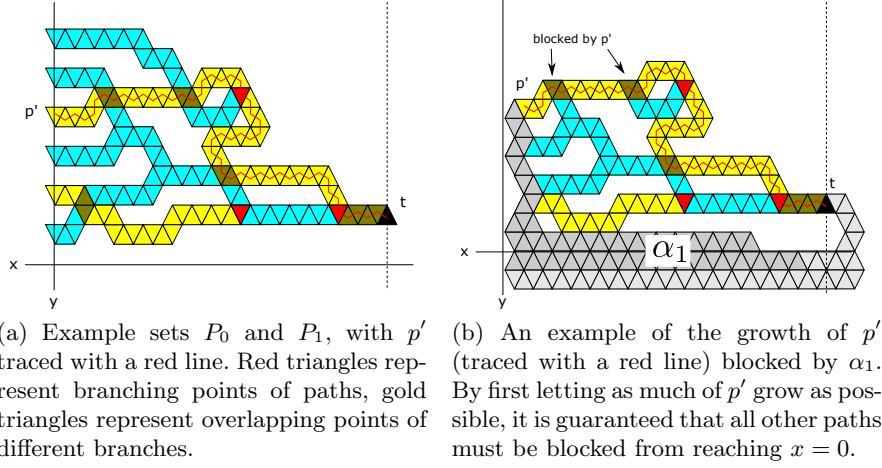 p'
t
x
y
blocked by p'
p'
t
x
α₁
y
(a) Example sets P₀ and P₁, with p′
traced with a red line. Red triangles rep-
resent branching points of paths, gold
triangles represent overlapping points of
different branches.
(b) An example of the growth of p′
(traced with a red line) blocked by α₁.
By first letting as much of p′ grow as pos-
sible, it is guaranteed that all other paths
must be blocked from reaching x = 0.